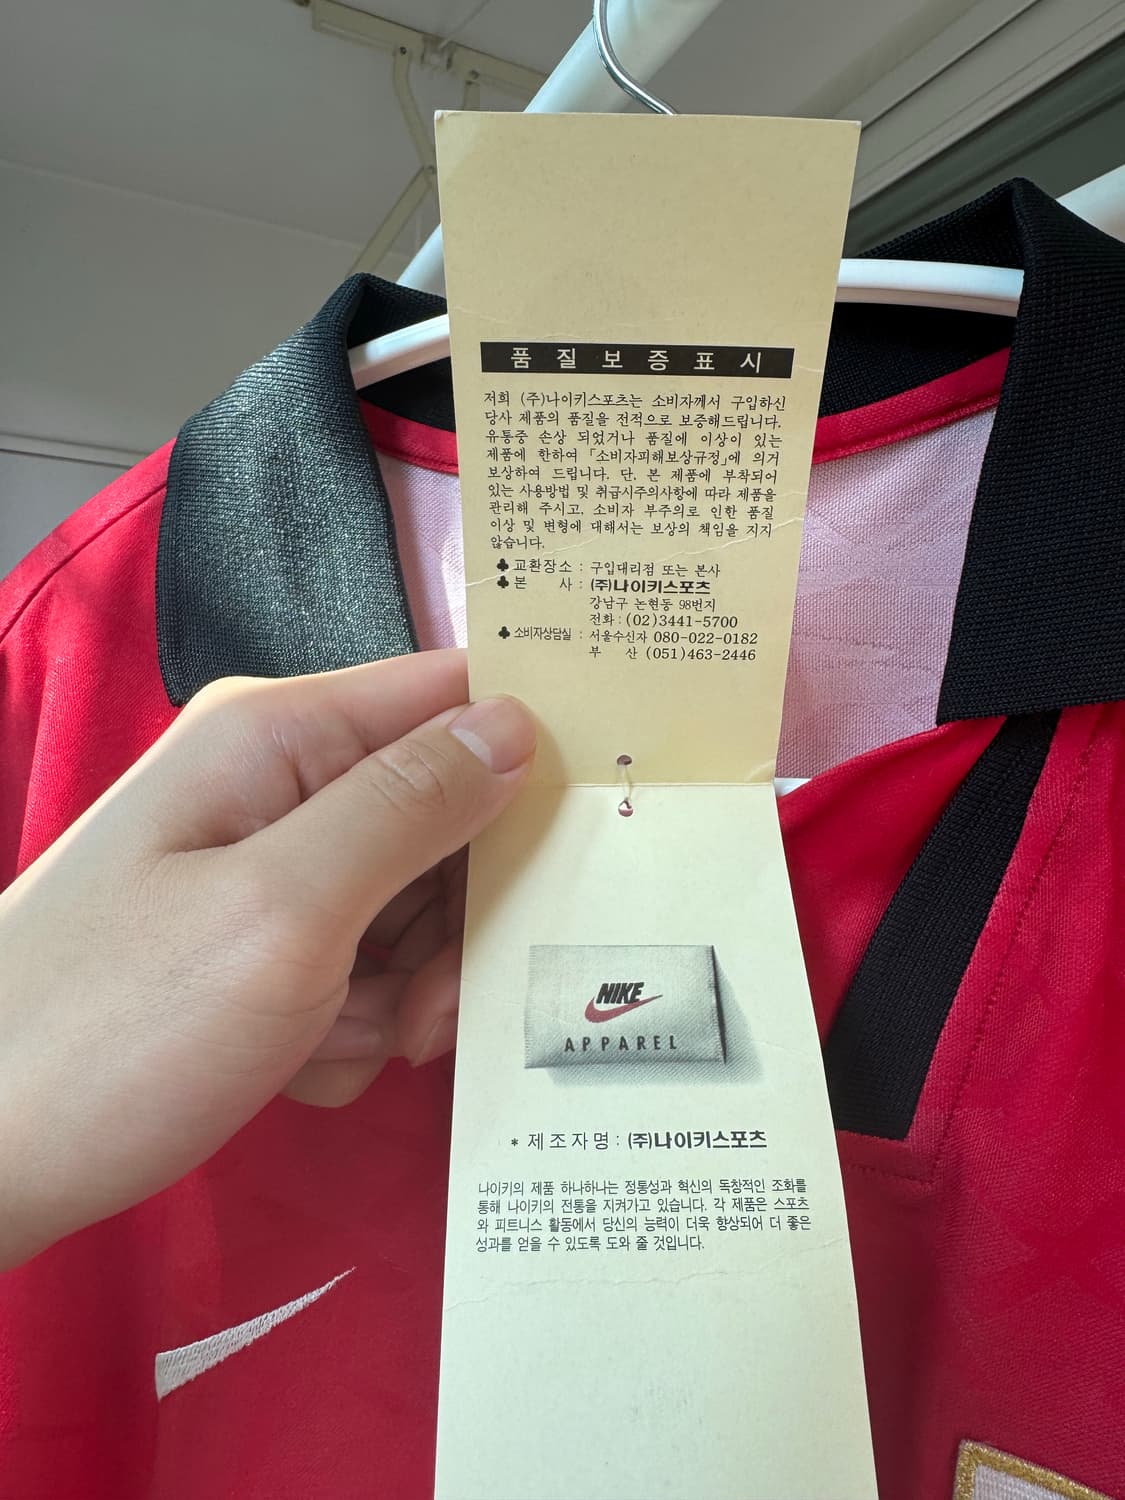 품질보증표시
저희 (주)나이키스포츠는 소비자께서 구입하신
당사 제품의 품질을 전적으로 보증해드립니다.
유통중 손상 되었거나 품질에 이상이 있는
제품에 한하여 「소비자피해보상규정」에 의거
보상하여 드립니다. 단, 본 제품에 부착되어
있는 사용방법 및 취급시주의사항에 따라 제품을
관리해 주시고, 소비자 부주의로 인한 품질
이상 및 변형에 대해서는 보상의 책임을 지지
않습니다.
♣ 교환장소 : 구입대리점 또는 본사
♣ 본 사 : (주)나이키스포츠
강남구 논현동 98번지
전화 : (02)3441-5700
♣ 소비자상담실 : 서울수신자 080-022-0182
부 산 (051)463-2446
NIKE
APPAREL
* 제조자명 : (주)나이키스포츠
나이키의 제품 하나하나는 정통성과 혁신의 독창적인 조화를
통해 나이키의 전통을 지켜가고 있습니다. 각 제품은 스포츠
와 피트니스 활동에서 당신의 능력이 더욱 향상되어 더 좋은
성과를 얻을 수 있도록 도와 줄 것입니다.